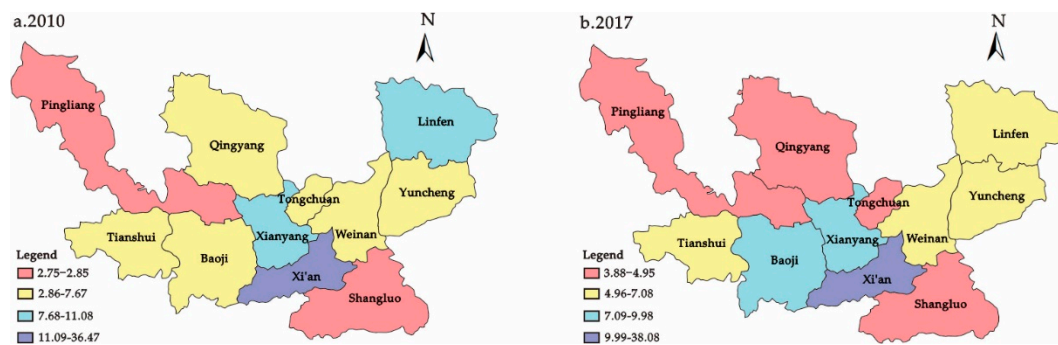 a.2010
N
Pingliang
Linfen
Qingyang
Yuncheng
Tongchuan
Tianshui
Xianyang
Weinan
Baoji
Xi'an
Shangluo
Legend
2.75-2.85
2.86-7.67
7.68-11.08
11.09-36.47
b.2017
N
Pingliang
Linfen
Qingyang
Yuncheng
Tongchuan
Tianshui
Xianyang
Weinan
Baoji
Xi'an
Shangluo
Legend
3.88-4.95
4.96-7.08
7.09-9.98
9.99-38.08